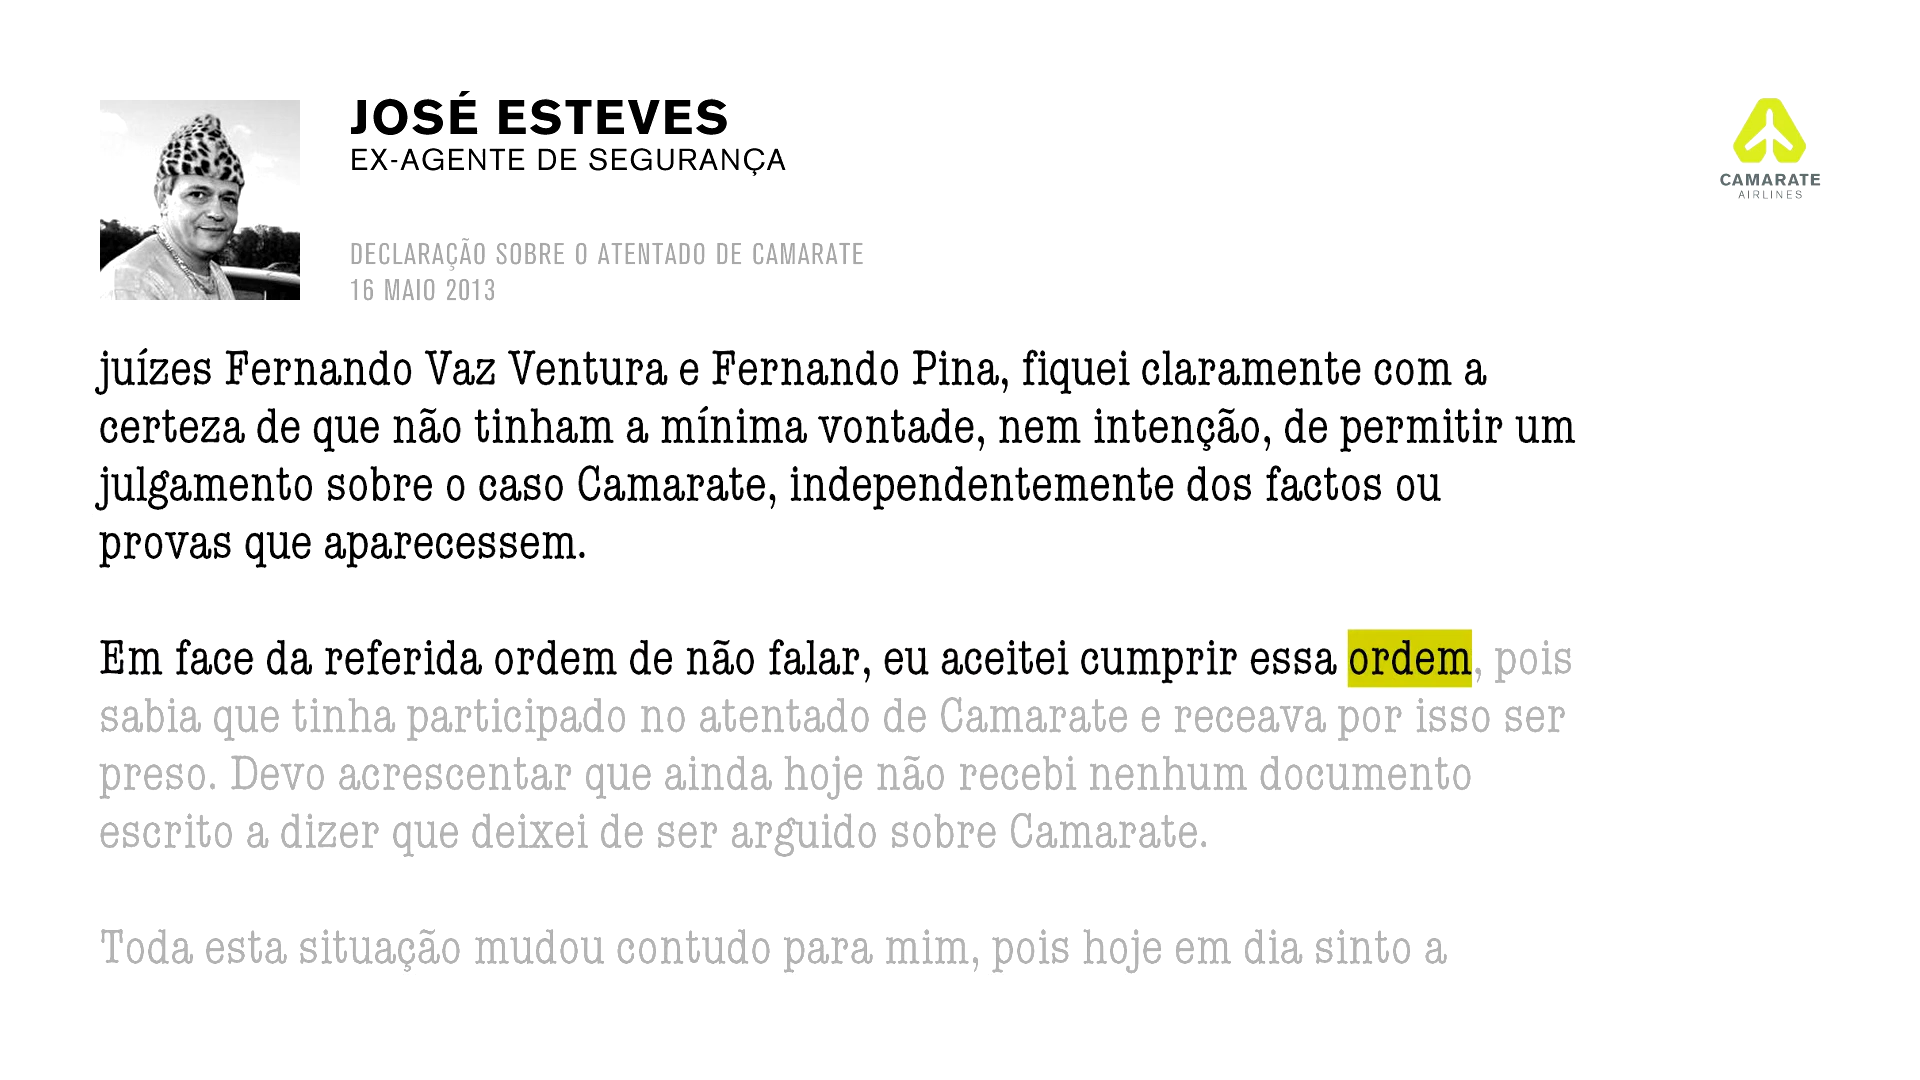 JOSÉ ESTEVES
EX-AGENTE DE SEGURANÇA
CAMARATE
AIRLINES
DECLARAÇÃO SOBRE O ATENTADO DE CAMARATE
16 MAIO 2013
juízes Fernando Vaz Ventura e Fernando Pina, fiquei claramente com a
certeza de que não tinham a mínima vontade, nem intenção, de permitir um
julgamento sobre o caso Camarate, independentemente dos factos ou
provas que aparecessem.
Em face da referida ordem de não falar, eu aceitei cumprir essa ordem, pois
sabia que tinha participado no atentado de Camarate e receava por isso ser
preso. Devo acrescentar que ainda hoje não recebi nenhum documento
escrito a dizer que deixei de ser arguido sobre Camarate.
Toda esta situação mudou contudo para mim, pois hoje em dia sinto a